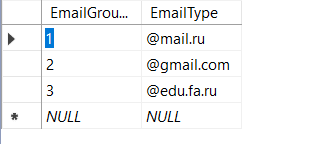 EmailGrou... EmailType
1 @mail.ru
2 @gmail.com
3 @edu.fa.ru
* NULL NULL